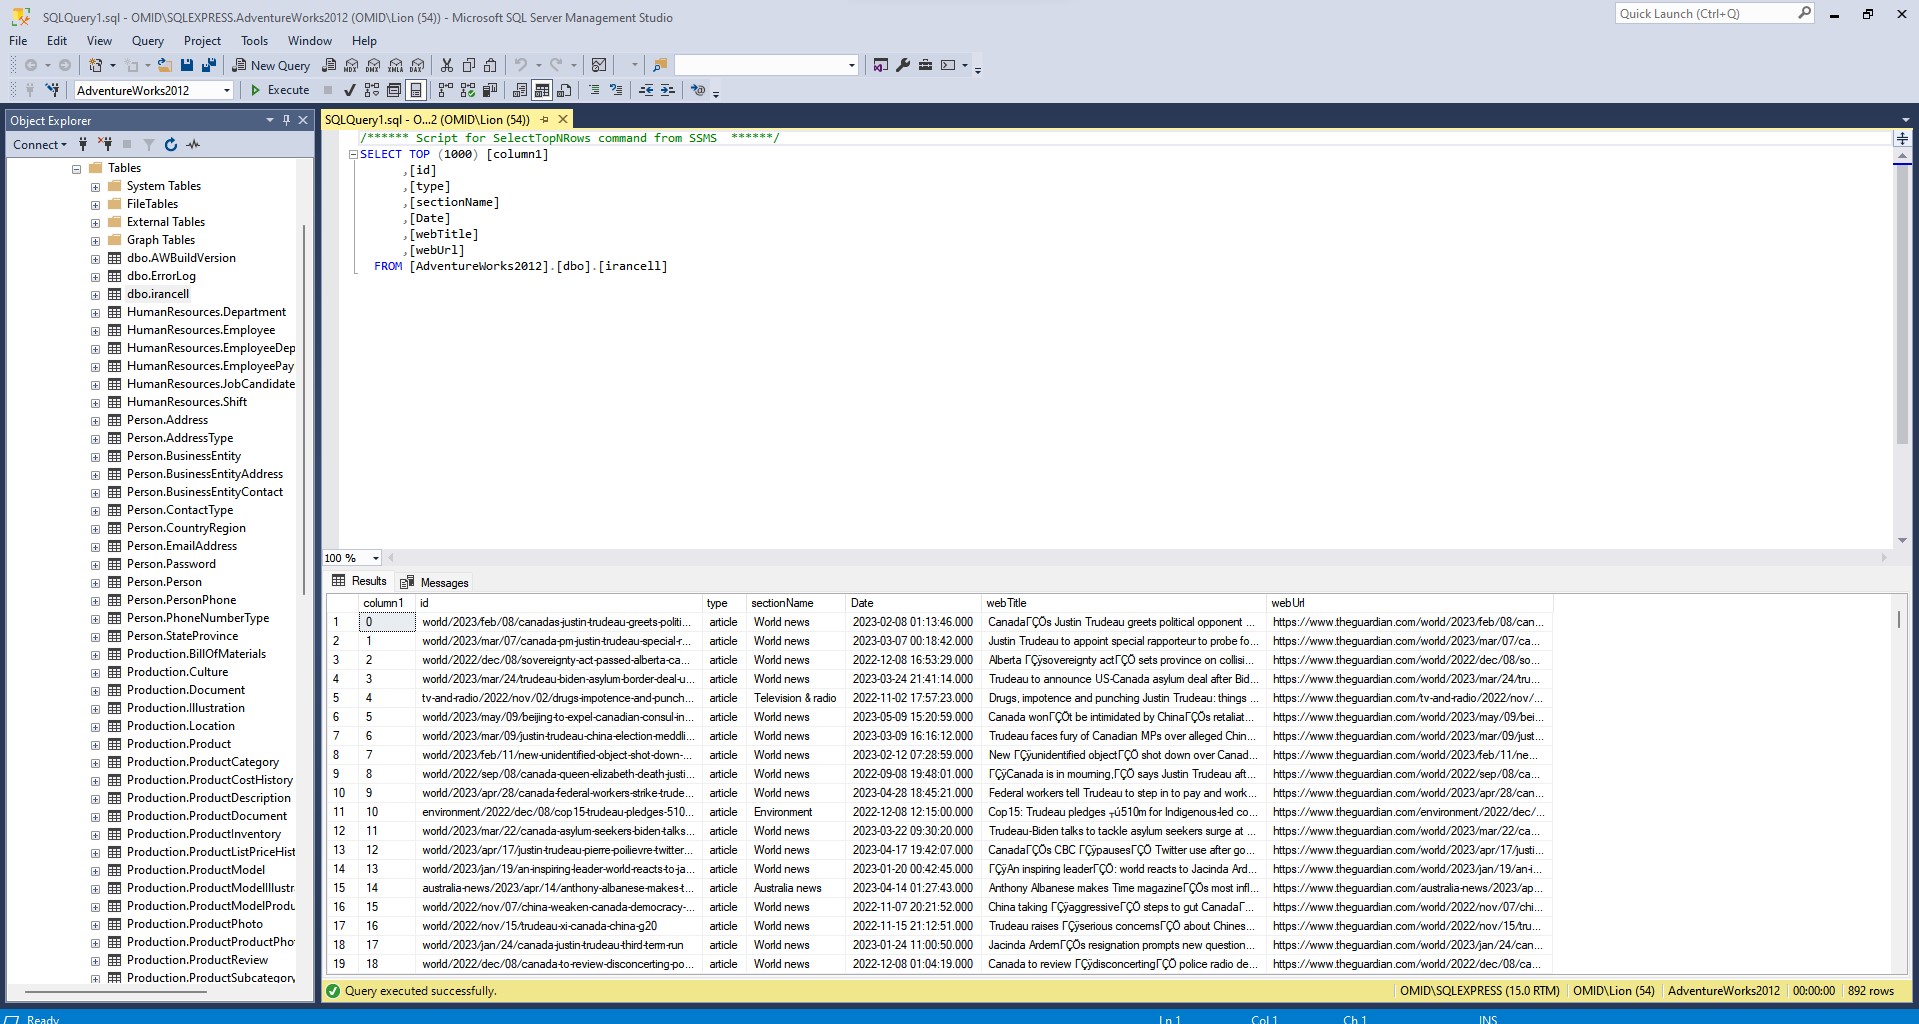 SQLQuery1.sql - OMID\SQLEXPRESS.AdventureWorks2012 (OMID\Lion (54)) - Microsoft SQL Server Management Studio
Quick Launch (Ctrl+Q)
File Edit View Query Project Tools Window Help
New Query
MDX DMX XMLA DAX
AdventureWorks2012 Execute
Object Explorer
Connect
Tables
System Tables
FileTables
External Tables
Graph Tables
dbo.AWBuildVersion
dbo.ErrorLog
dbo.irancell
HumanResources.Department
HumanResources.Employee
HumanResources.EmployeeDep
HumanResources.EmployeePay
HumanResources.JobCandidate
HumanResources.Shift
Person.Address
Person.AddressType
Person.BusinessEntity
Person.BusinessEntityAddress
Person.BusinessEntityContact
Person.ContactType
Person.CountryRegion
Person.EmailAddress
Person.Password
Person.Person
Person.PersonPhone
Person.PhoneNumberType
Person.StateProvince
Production.BillOfMaterials
Production.Culture
Production.Document
Production.Illustration
Production.Location
Production.Product
Production.ProductCategory
Production.ProductCostHistory
Production.ProductDescription
Production.ProductDocument
Production.ProductInventory
Production.ProductListPriceHist
Production.ProductModel
Production.ProductModelIllustr
Production.ProductModelProdu
Production.ProductPhoto
Production.ProductProductPho
Production.ProductReview
Production.ProductSubcategory
SQLQuery1.sql - O...2 (OMID\Lion (54))
/****** Script for SelectTopNRows command from SSMS  ******/
SELECT TOP (1000) [column1]
,[id]
,[type]
,[sectionName]
,[Date]
,[webTitle]
,[webUrl]
FROM [AdventureWorks2012].[dbo].[irancell]
100 %
Results Messages
column1 id type sectionName Date webTitle webUrl
1 0 world/2023/feb/08/canadas-justin-trudeau-greets-politi... article World news 2023-02-08 01:13:46.000 CanadaΓÇÖs Justin Trudeau greets political opponent ... https://www.theguardian.com/world/2023/feb/08/can...
2 1 world/2023/mar/07/canada-pm-justin-trudeau-special-r... article World news 2023-03-07 00:18:42.000 Justin Trudeau to appoint special rapporteur to probe fo... https://www.theguardian.com/world/2023/mar/07/ca...
3 2 world/2022/dec/08/sovereignty-act-passed-alberta-ca... article World news 2022-12-08 16:53:29.000 Alberta ΓÇÿsovereignty actΓÇÖ sets province on collisi... https://www.theguardian.com/world/2022/dec/08/so...
4 3 world/2023/mar/24/trudeau-biden-asylum-border-deal-u... article World news 2023-03-24 21:41:14.000 Trudeau to announce US-Canada asylum deal after Bid... https://www.theguardian.com/world/2023/mar/24/tru...
5 4 tv-and-radio/2022/nov/02/drugs-impotence-and-punch... article Television & radio 2022-11-02 17:57:23.000 Drugs, impotence and punching Justin Trudeau: things ... https://www.theguardian.com/tv-and-radio/2022/nov/...
6 5 world/2023/may/09/beijing-to-expel-canadian-consul-in... article World news 2023-05-09 15:20:59.000 Canada wonΓÇÖt be intimidated by ChinaΓÇÖs retaliat... https://www.theguardian.com/world/2023/may/09/bei...
7 6 world/2023/mar/09/justin-trudeau-china-election-meddli... article World news 2023-03-09 16:16:12.000 Trudeau faces fury of Canadian MPs over alleged Chin... https://www.theguardian.com/world/2023/mar/09/just...
8 7 world/2023/feb/11/new-unidentified-object-shot-down-... article World news 2023-02-12 07:28:59.000 New ΓÇÿunidentified objectΓÇÖ shot down over Canad... https://www.theguardian.com/world/2023/feb/11/ne...
9 8 world/2022/sep/08/canada-queen-elizabeth-death-justi... article World news 2022-09-08 19:48:01.000 ΓÇÿCanada is in mourning,ΓÇÖ says Justin Trudeau aft... https://www.theguardian.com/world/2022/sep/08/ca...
10 9 world/2023/apr/28/canada-federal-workers-strike-trude... article World news 2023-04-28 18:45:21.000 Federal workers tell Trudeau to step in to pay and work... https://www.theguardian.com/world/2023/apr/28/can...
11 10 environment/2022/dec/08/cop15-trudeau-pledges-510... article Environment 2022-12-08 12:15:00.000 Cop15: Trudeau pledges ┬ú510m for Indigenous-led co... https://www.theguardian.com/environment/2022/dec/...
12 11 world/2023/mar/22/canada-asylum-seekers-biden-talks... article World news 2023-03-22 09:30:20.000 Trudeau-Biden talks to tackle asylum seekers surge at ... https://www.theguardian.com/world/2023/mar/22/ca...
13 12 world/2023/apr/17/justin-trudeau-pierre-poilievre-twitter... article World news 2023-04-17 19:42:07.000 CanadaΓÇÖs CBC ΓÇÿpausesΓÇÖ Twitter use after go... https://www.theguardian.com/world/2023/apr/17/justi...
14 13 world/2023/jan/19/an-inspiring-leader-world-reacts-to-ja... article World news 2023-01-20 00:42:45.000 ΓÇÿAn inspiring leaderΓÇÖ: world reacts to Jacinda Ard... https://www.theguardian.com/world/2023/jan/19/an-i...
15 14 australia-news/2023/apr/14/anthony-albanese-makes-t... article Australia news 2023-04-14 01:27:43.000 Anthony Albanese makes Time magazineΓÇÖs most infl... https://www.theguardian.com/australia-news/2023/ap...
16 15 world/2022/nov/07/china-weaken-canada-democracy-... article World news 2022-11-07 20:21:52.000 China taking ΓÇÿaggressiveΓÇÖ steps to gut CanadaΓ... https://www.theguardian.com/world/2022/nov/07/chi...
17 16 world/2022/nov/15/trudeau-xi-canada-china-g20 article World news 2022-11-15 21:12:51.000 Trudeau raises ΓÇÿserious concernsΓÇÖ about Chines... https://www.theguardian.com/world/2022/nov/15/tru...
18 17 world/2023/jan/24/canada-justin-trudeau-third-term-run article World news 2023-01-24 11:00:50.000 Jacinda ArdernΓÇÖs resignation prompts new question... https://www.theguardian.com/world/2023/jan/24/can...
19 18 world/2022/dec/08/canada-to-review-disconcerting-po... article World news 2022-12-08 01:04:19.000 Canada to review ΓÇÿdisconcertingΓÇÖ police radio de... https://www.theguardian.com/world/2022/dec/08/ca...
Query executed successfully. OMID\SQLEXPRESS (15.0 RTM) OMID\Lion (54) AdventureWorks2012 00:00:00 892 rows
Ready Ln 1 Col 1 Ch 1 INS